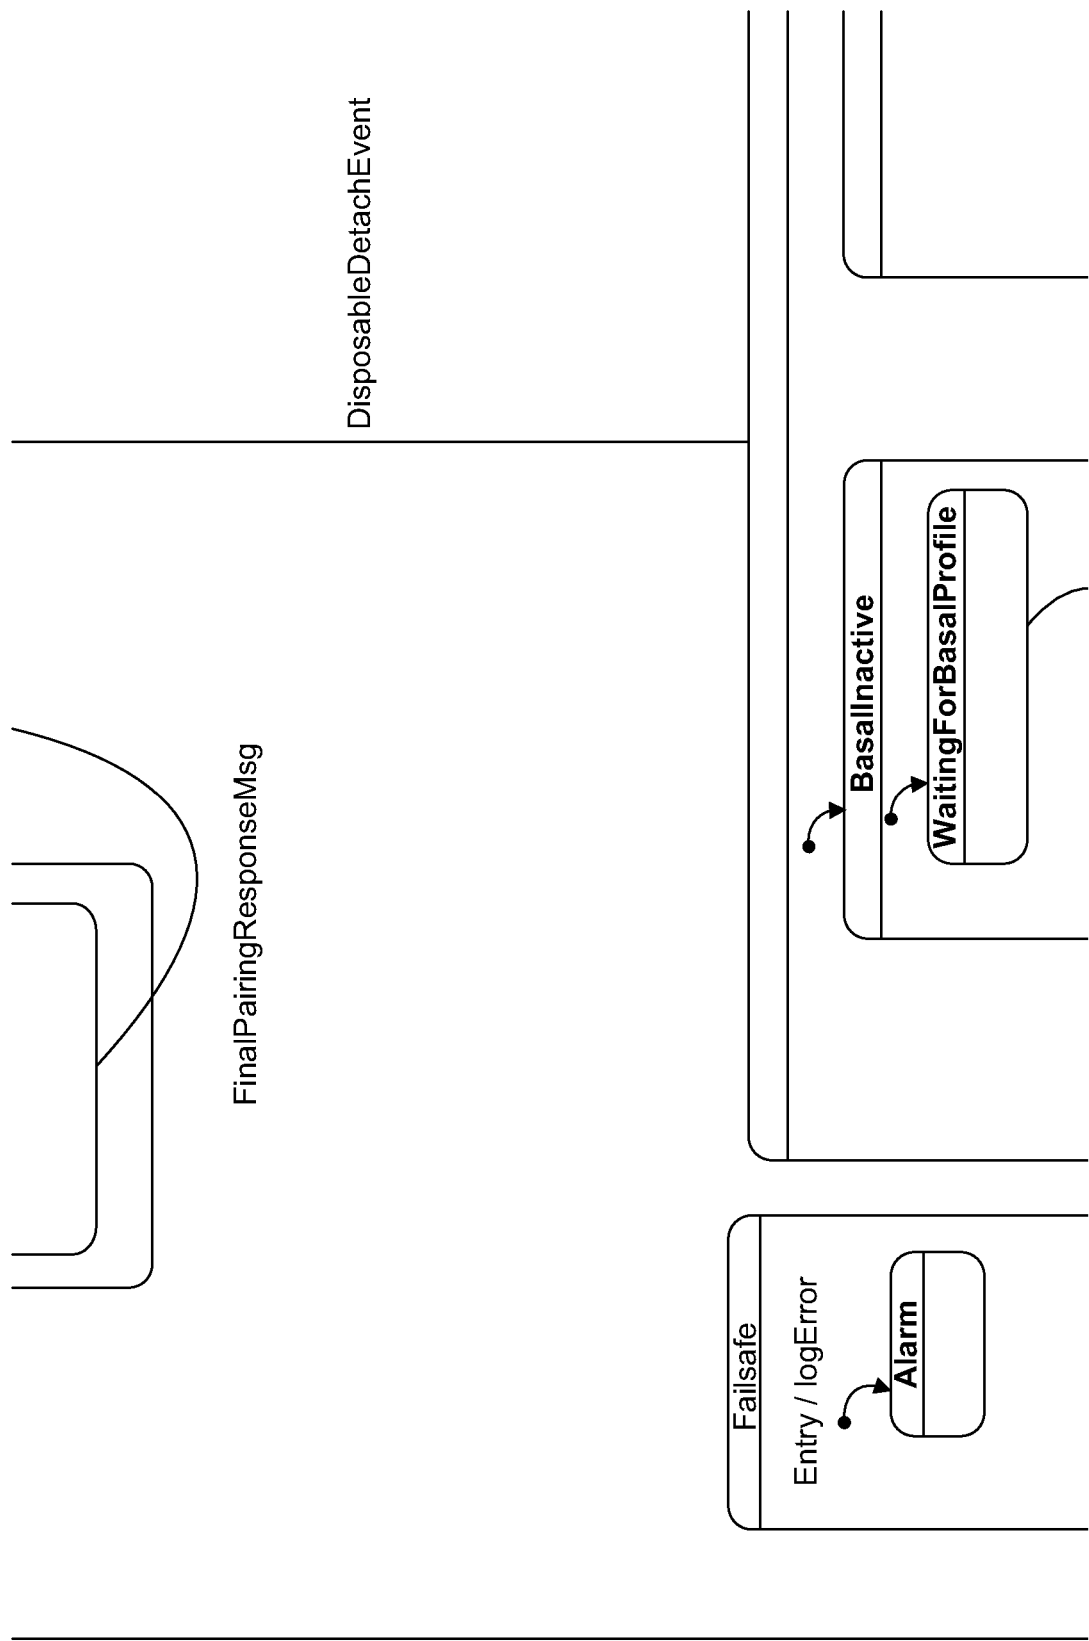 DisposableDetachEvent
FinalPairingResponseMsg
BasalInactive
WaitingForBasalProfile
Failsafe
Entry / logError
Alarm